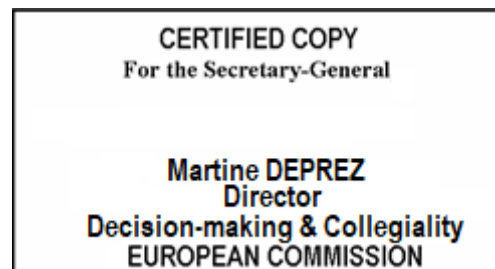 CERTIFIED COPY
For the Secretary-General
Martine DEPREZ
Director
Decision-making & Collegiality
EUROPEAN COMMISSION